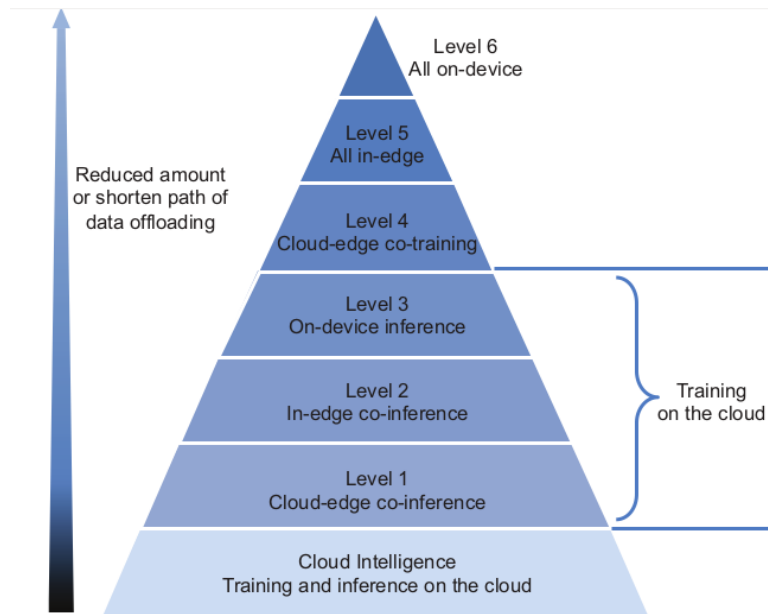 Level 6
All on-device
Level 5
All in-edge
Reduced amount
or shorten path of
data offloading
Level 4
Cloud-edge co-training
Level 3
On-device inference
Level 2
In-edge co-inference
Training
on the cloud
Level 1
Cloud-edge co-inference
Cloud Intelligence
Training and inference on the cloud